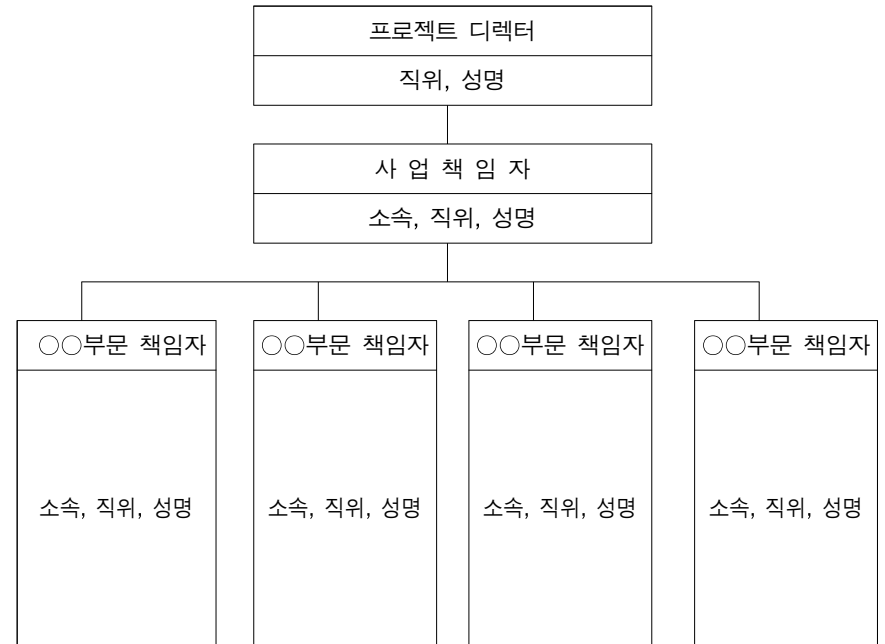 프로젝트 디렉터
직위, 성명
사 업 책 임 자
소속, 직위, 성명
○○부문 책임자 ○○부문 책임자 ○○부문 책임자 ○○부문 책임자
소속, 직위, 성명 소속, 직위, 성명 소속, 직위, 성명 소속, 직위, 성명